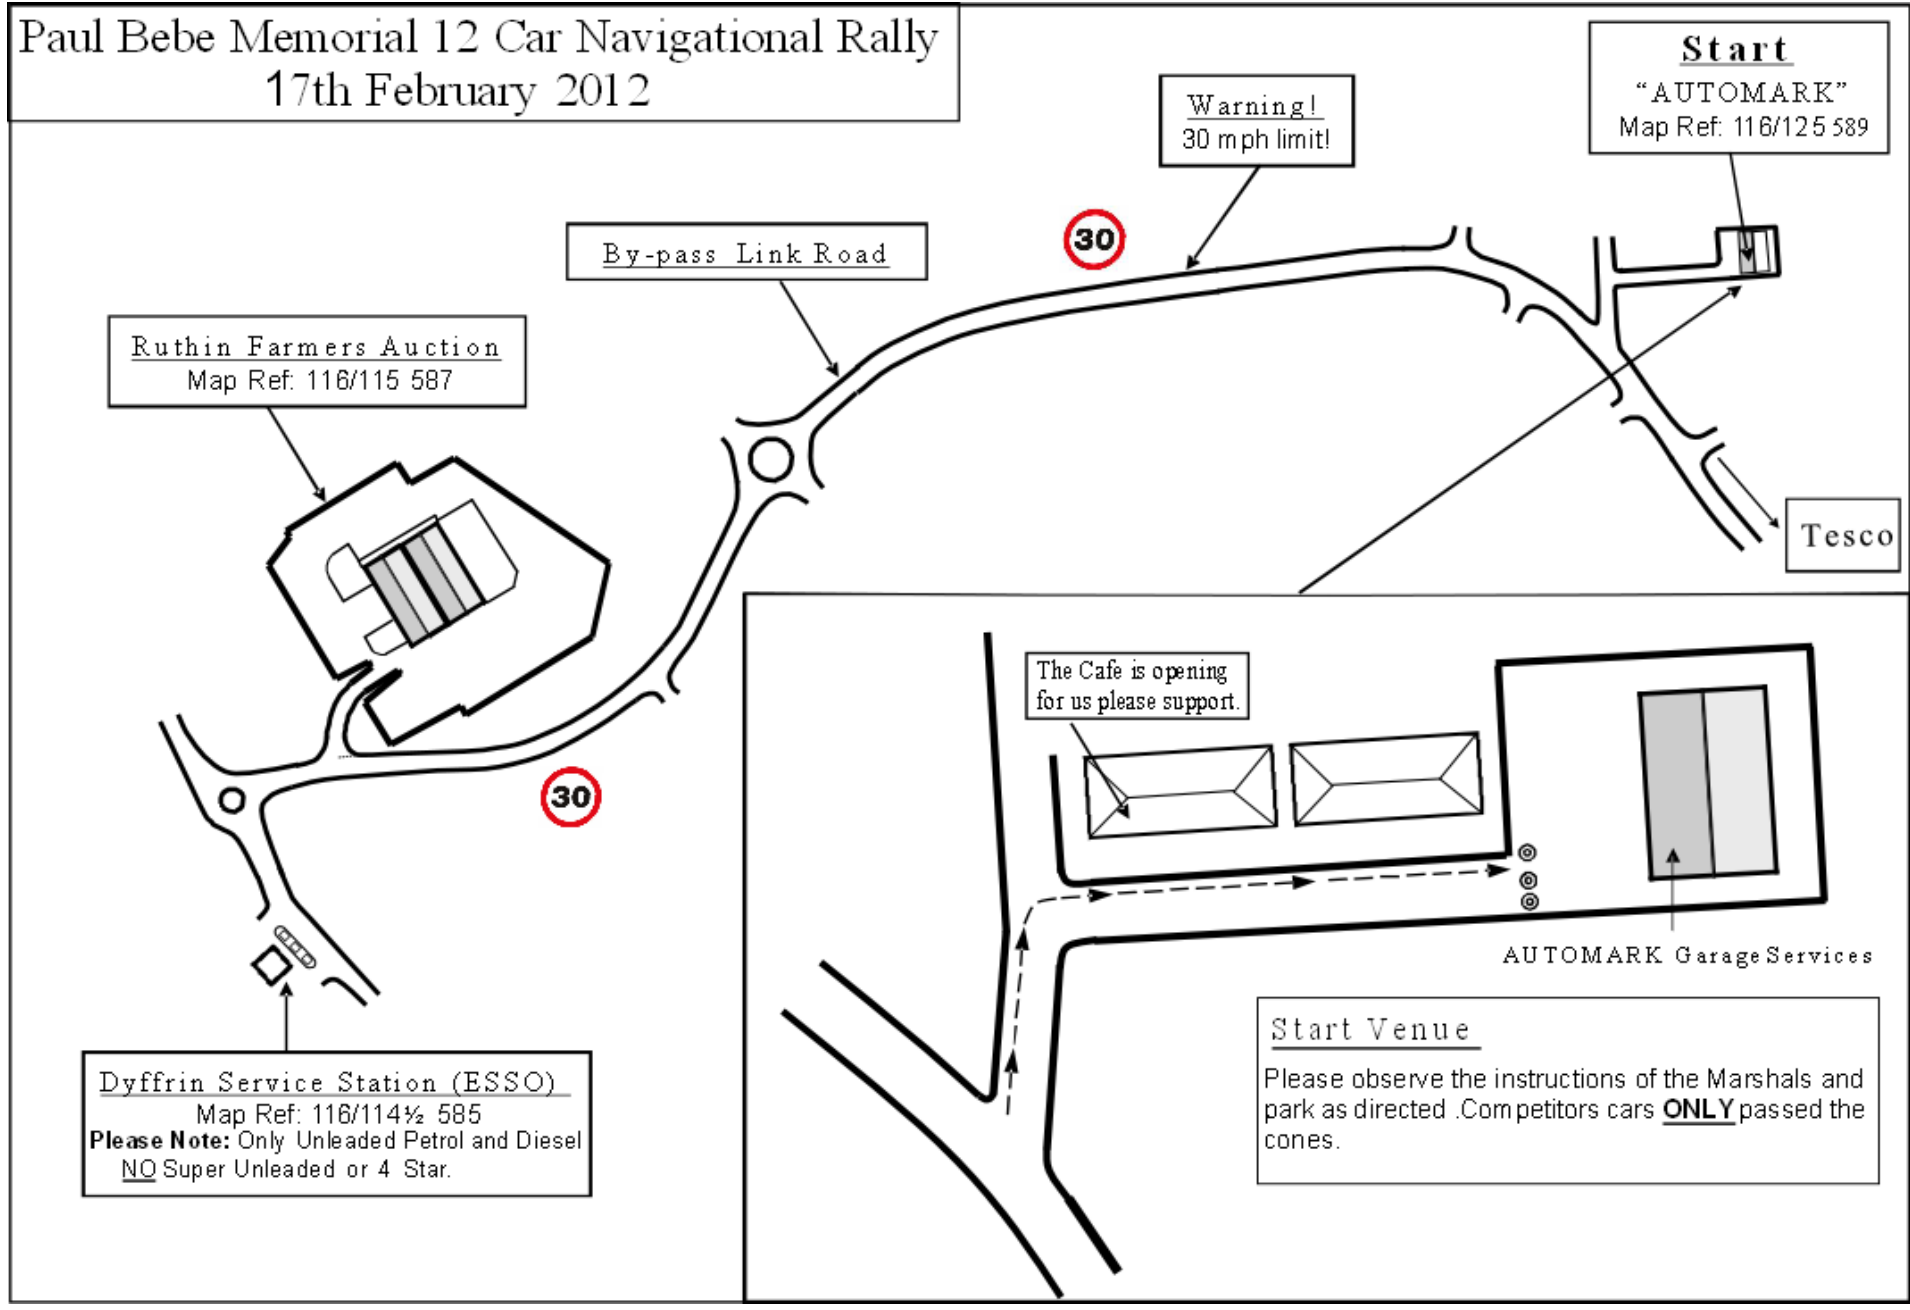 Paul Bebe Memorial 12 Car Navigational Rally
17th February 2012
Start
“AUTOMARK”
Map Ref: 116/125 589
Warning!
30 mph limit!
30
By-pass Link Road
Ruthin Farmers Auction
Map Ref: 116/115 587
Tesco
30
The Cafe is opening
for us please support.
AUTOMARK Garage Services
Start Venue
Please observe the instructions of the Marshals and
park as directed .Competitors cars ONLY passed the
cones.
Dyffrin Service Station (ESSO)
Map Ref: 116/114½ 585
Please Note: Only Unleaded Petrol and Diesel
NO Super Unleaded or 4 Star.